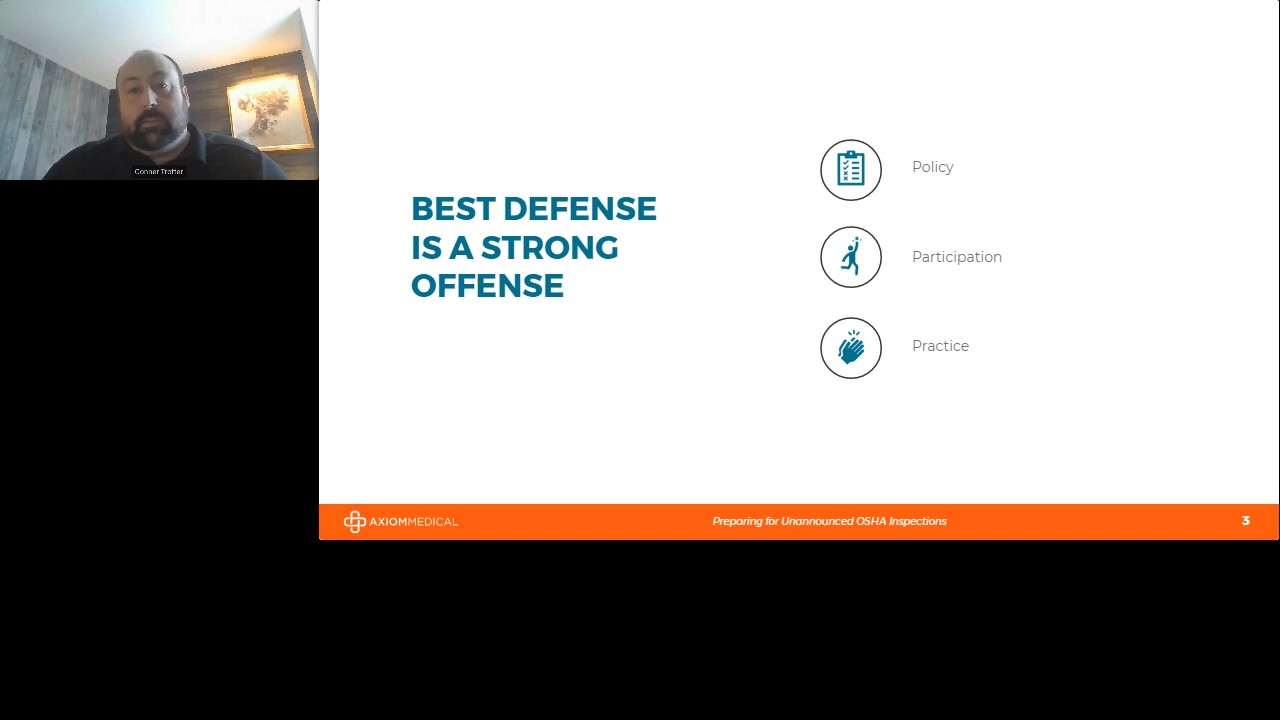 Conner Trotter
BEST DEFENSE
IS A STRONG
OFFENSE
Policy
Participation
Practice
AXIOMMEDICAL
Preparing for Unannounced OSHA Inspections
3